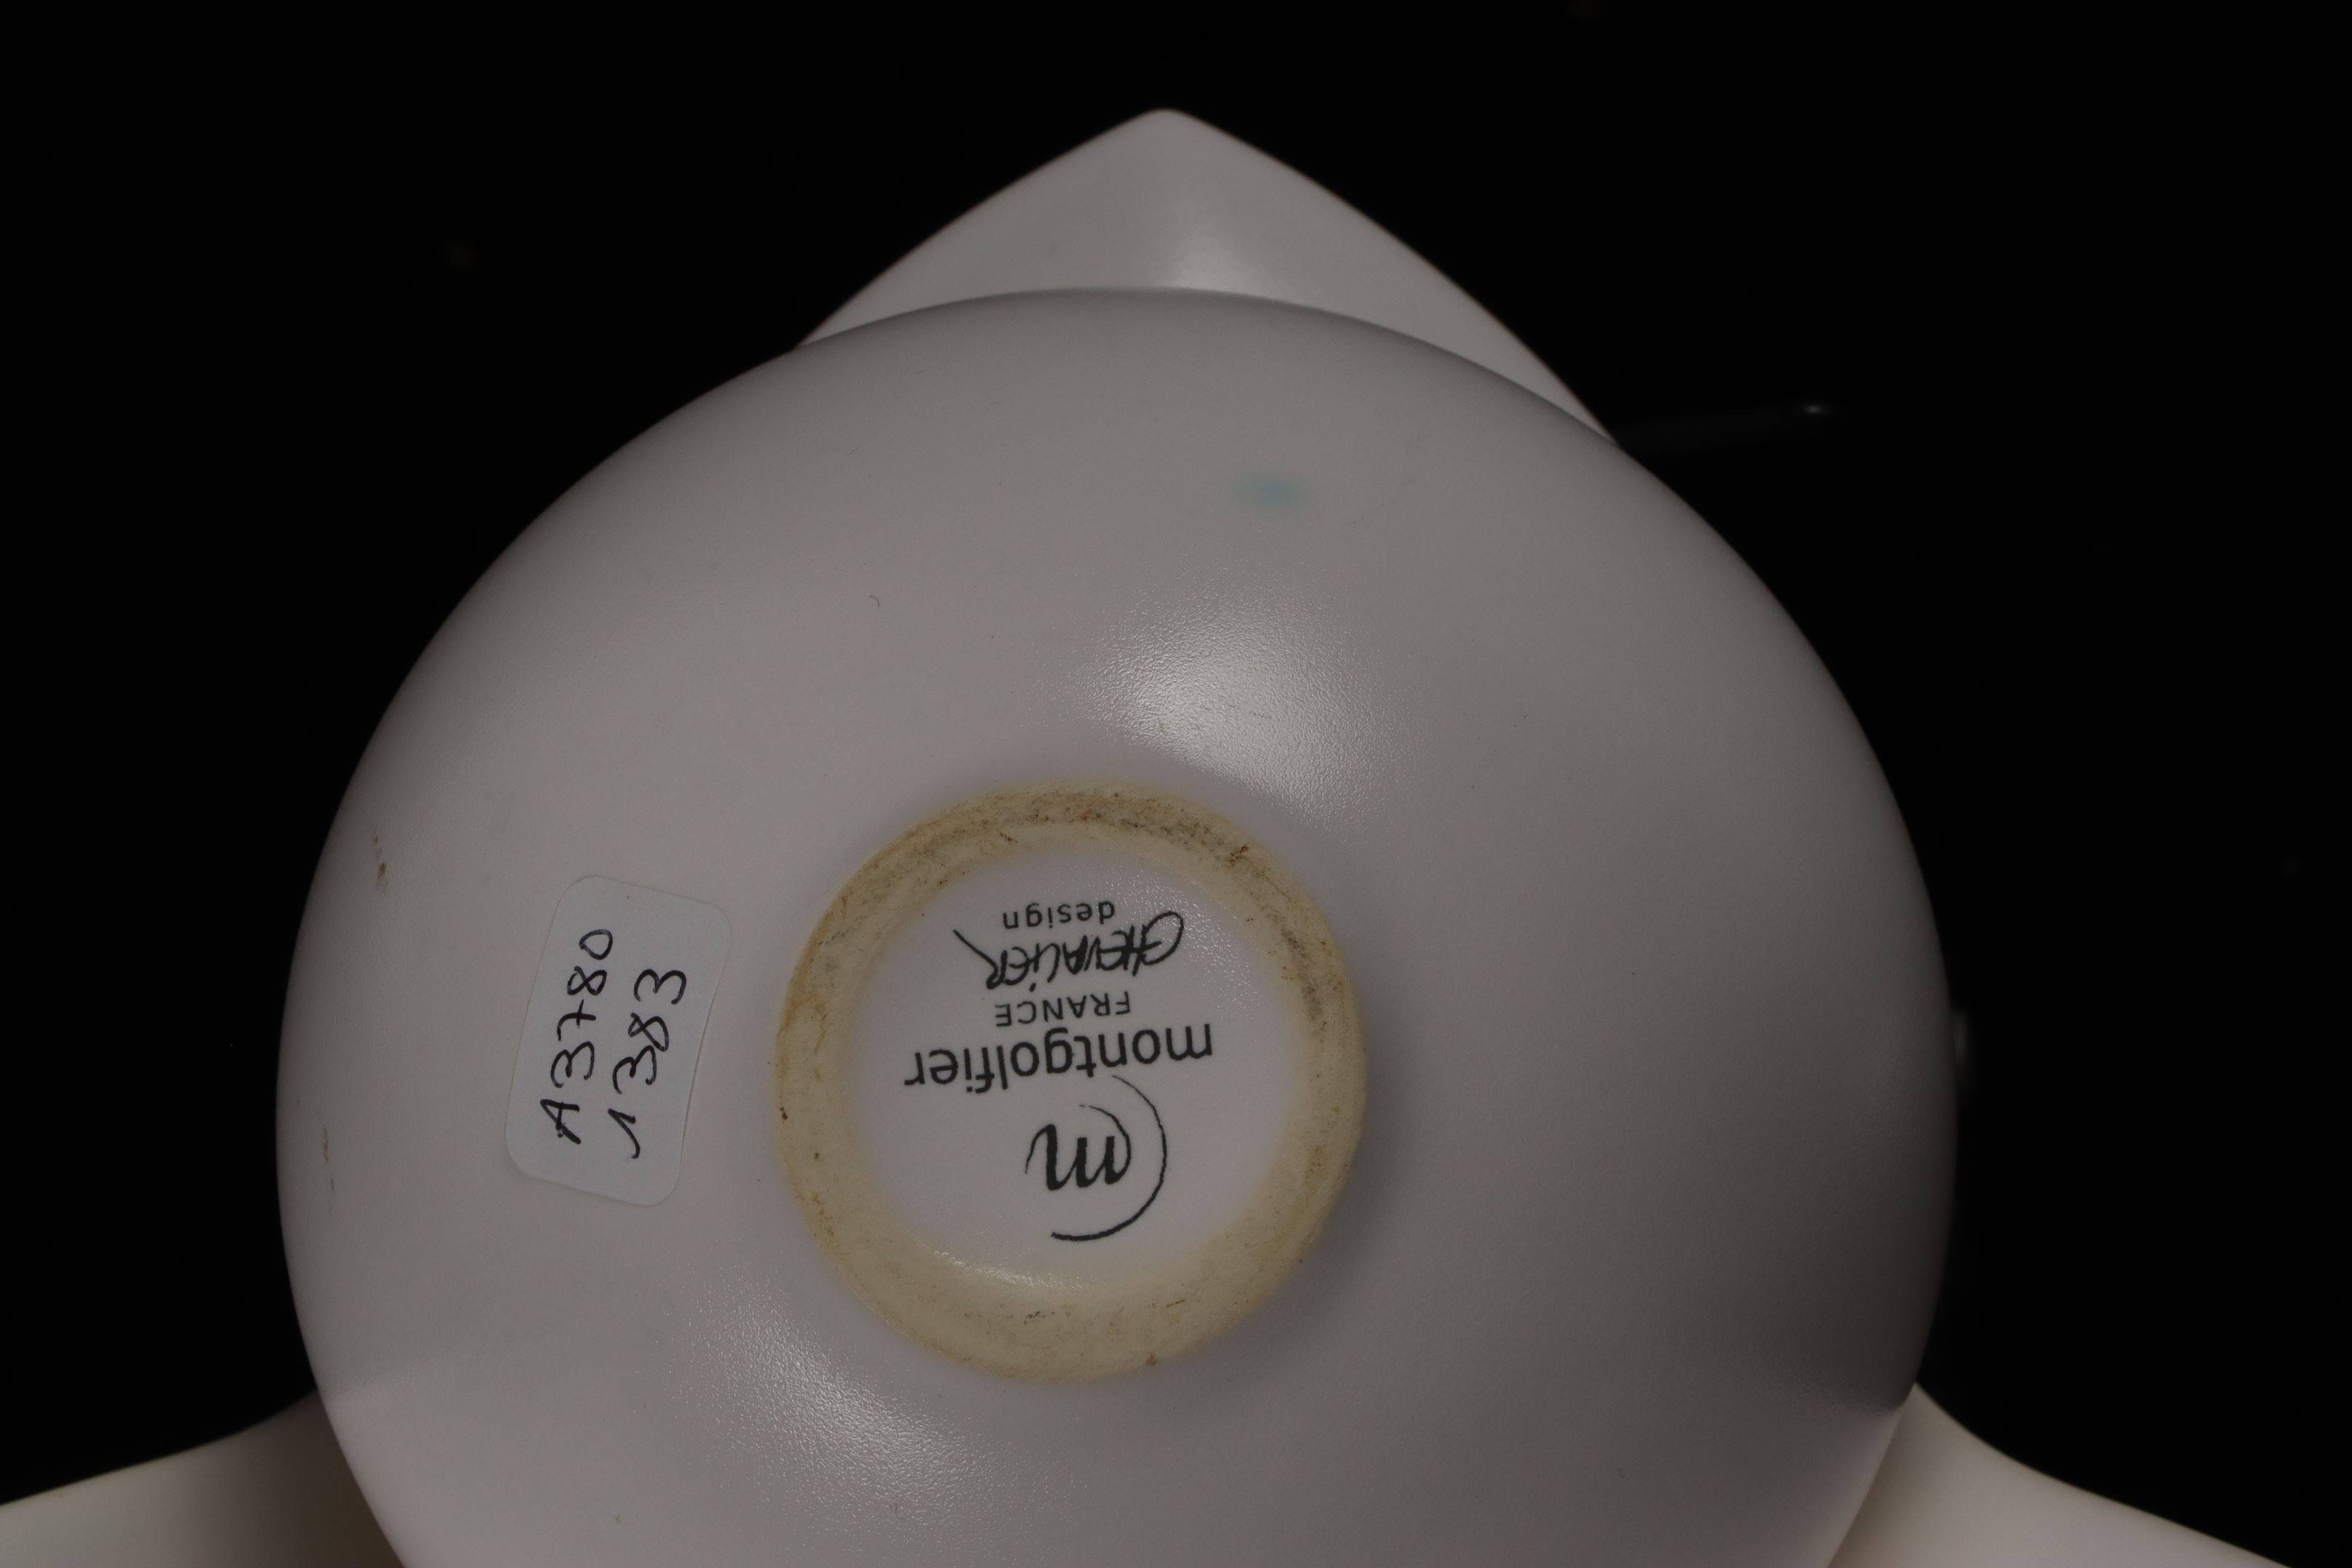 m
montgolfier
FRANCE
CHEVALiER
design
A3780
1383